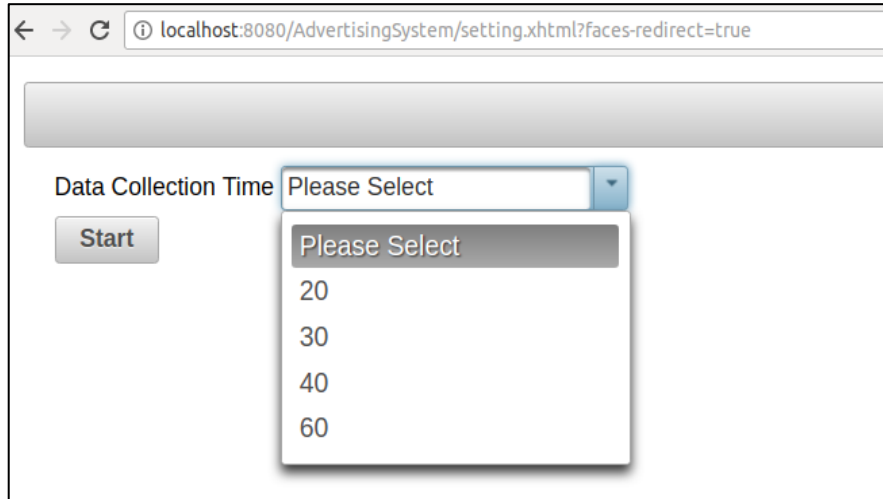 localhost:8080/AdvertisingSystem/setting.xhtml?faces-redirect=true
Data Collection Time Please Select
Start
Please Select
20
30
40
60